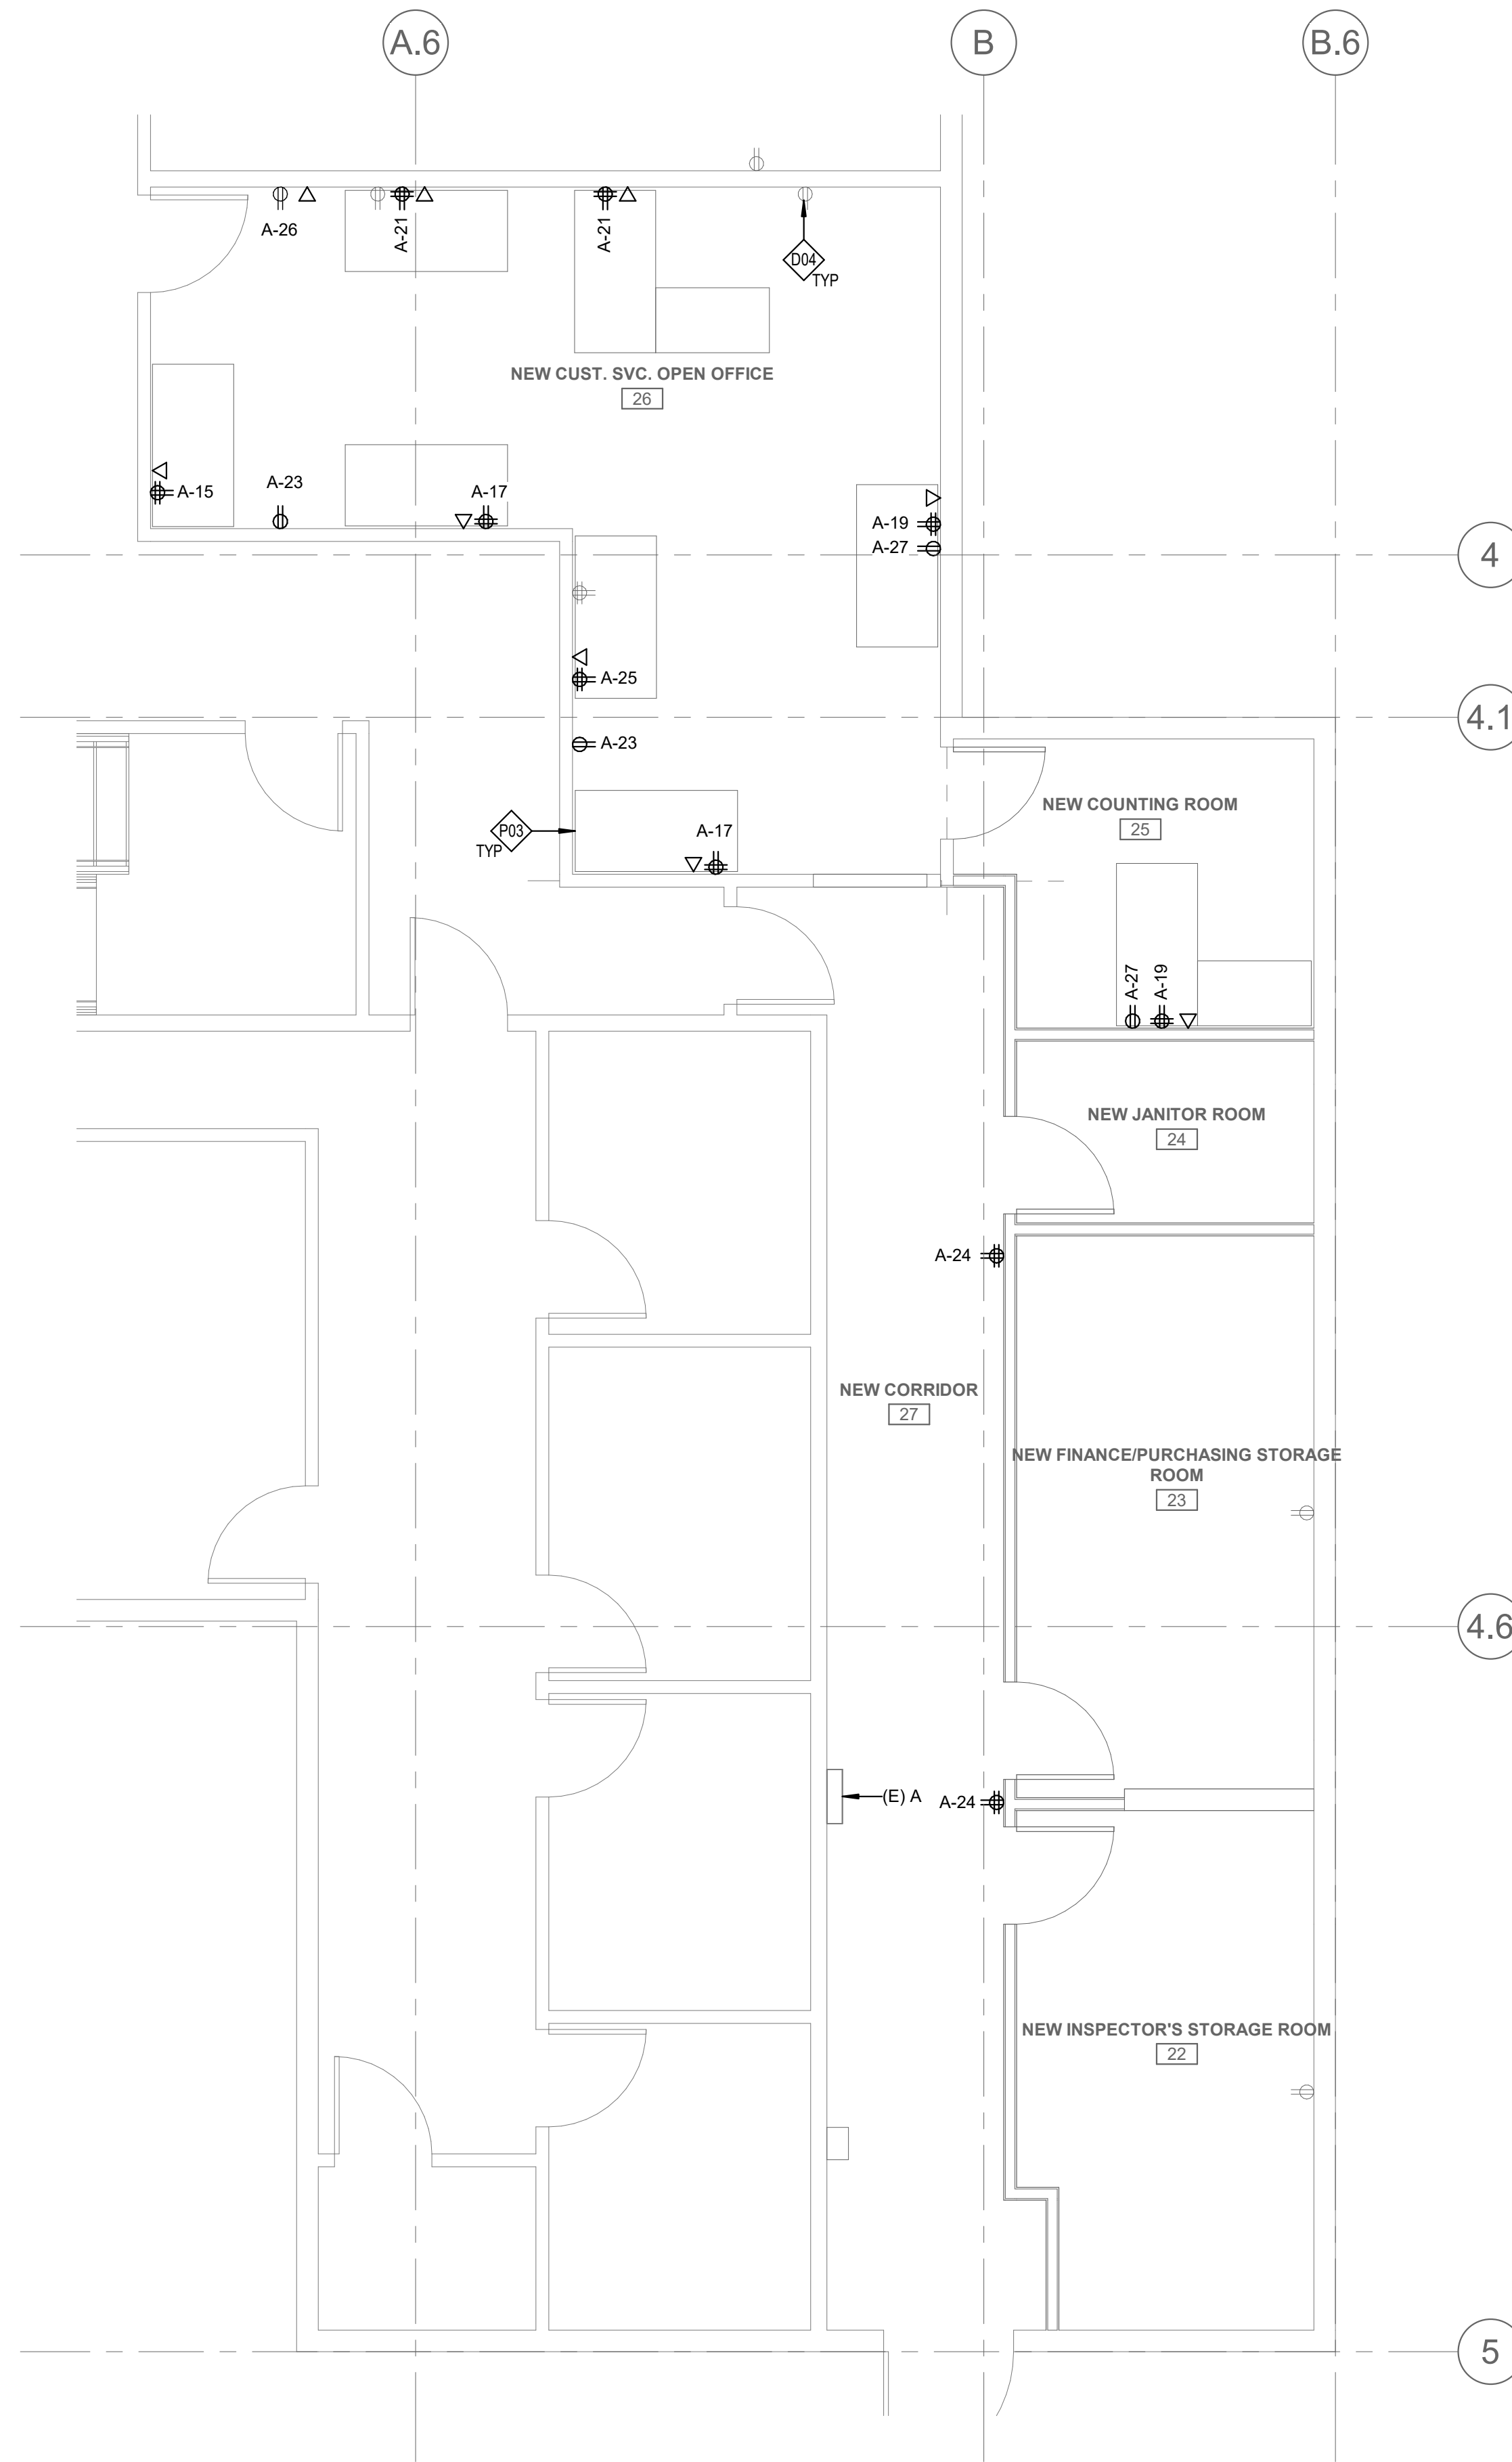 A.6
B
B.6
A-26
A-21
A-21
D04
TYP
NEW CUST. SVC. OPEN OFFICE
26
A-15
A-23
A-17
A-19
A-27
4
A-25
4.1
A-23
P03
TYP
A-17
NEW COUNTING ROOM
25
A-27
A-19
NEW JANITOR ROOM
24
A-24
NEW CORRIDOR
27
NEW FINANCE/PURCHASING STORAGE
ROOM
23
4.6
(E) A
A-24
NEW INSPECTOR'S STORAGE ROOM
22
5